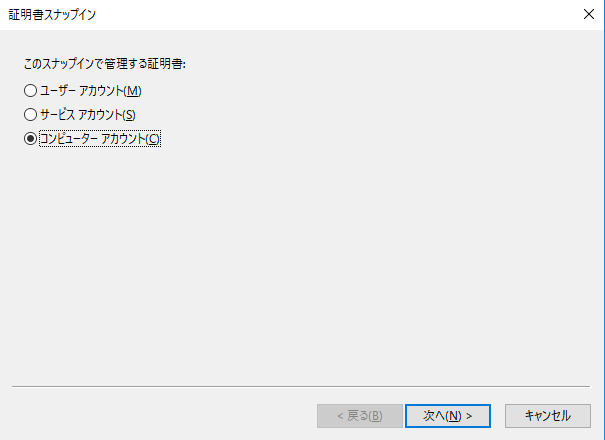 証明書スナップイン
このスナップインで管理する証明書:
ユーザー アカウント(M)
サービス アカウント(S)
コンピューター アカウント(C)
< 戻る(B) 次へ(N) > キャンセル